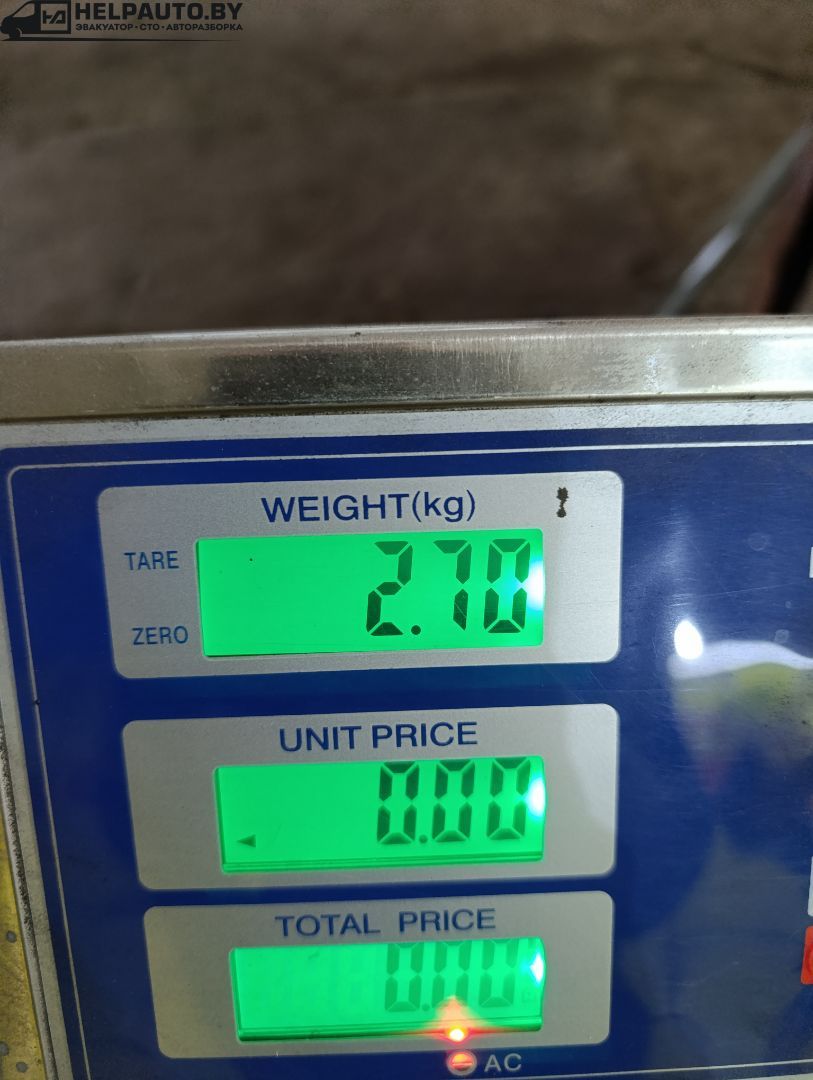 HELPAUTO.BY
ЭВАКУАТОР•СТО•АВТОРАЗБОРКА
WEIGHT(kg)
TARE
2.70
ZERO
UNIT PRICE
0.00
TOTAL PRICE
0.00
AC